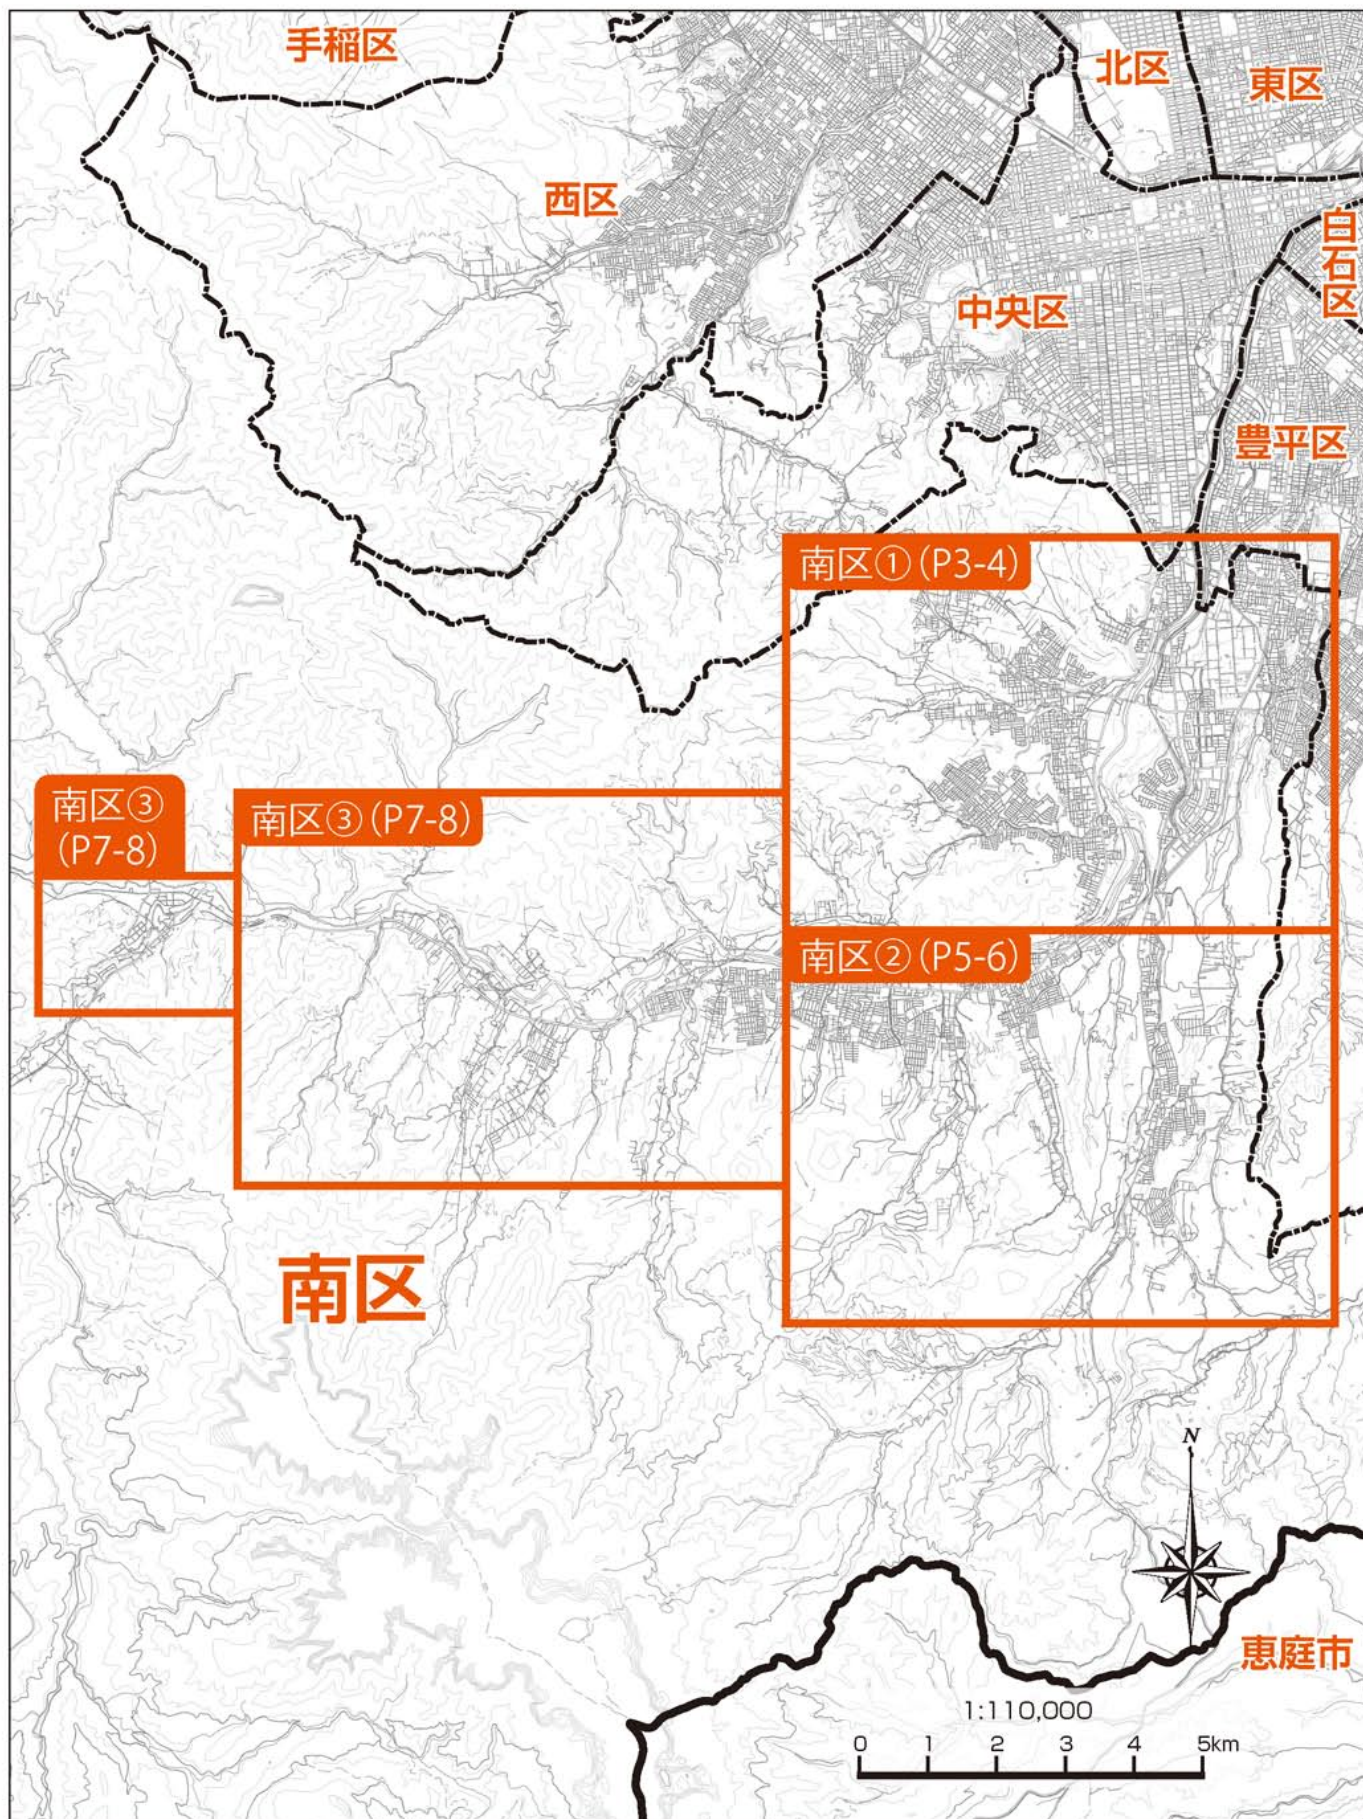 手稲区
北区
東区
西区
白石区
中央区
豊平区
南区①(P3-4)
南区③
(P7-8)
南区③(P7-8)
南区②(P5-6)
南区
N
恵庭市
1:110,000
0 1 2 3 4 5km